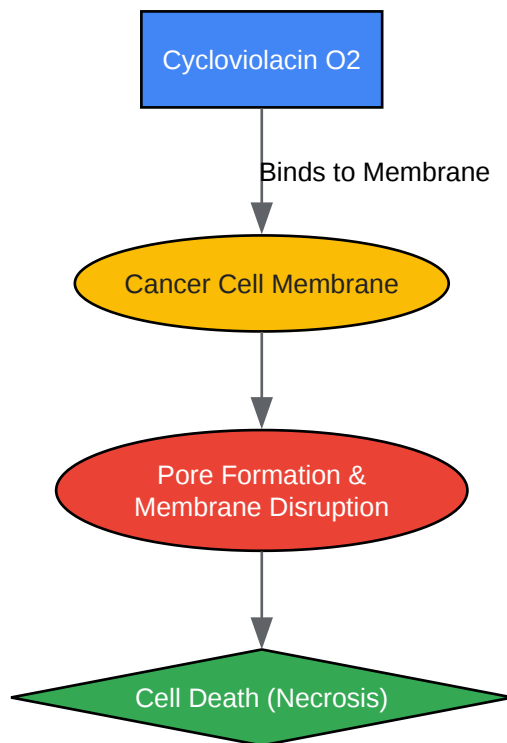 Cycloviolacin O2
Binds to Membrane
Cancer Cell Membrane
Pore Formation &
Membrane Disruption
Cell Death (Necrosis)